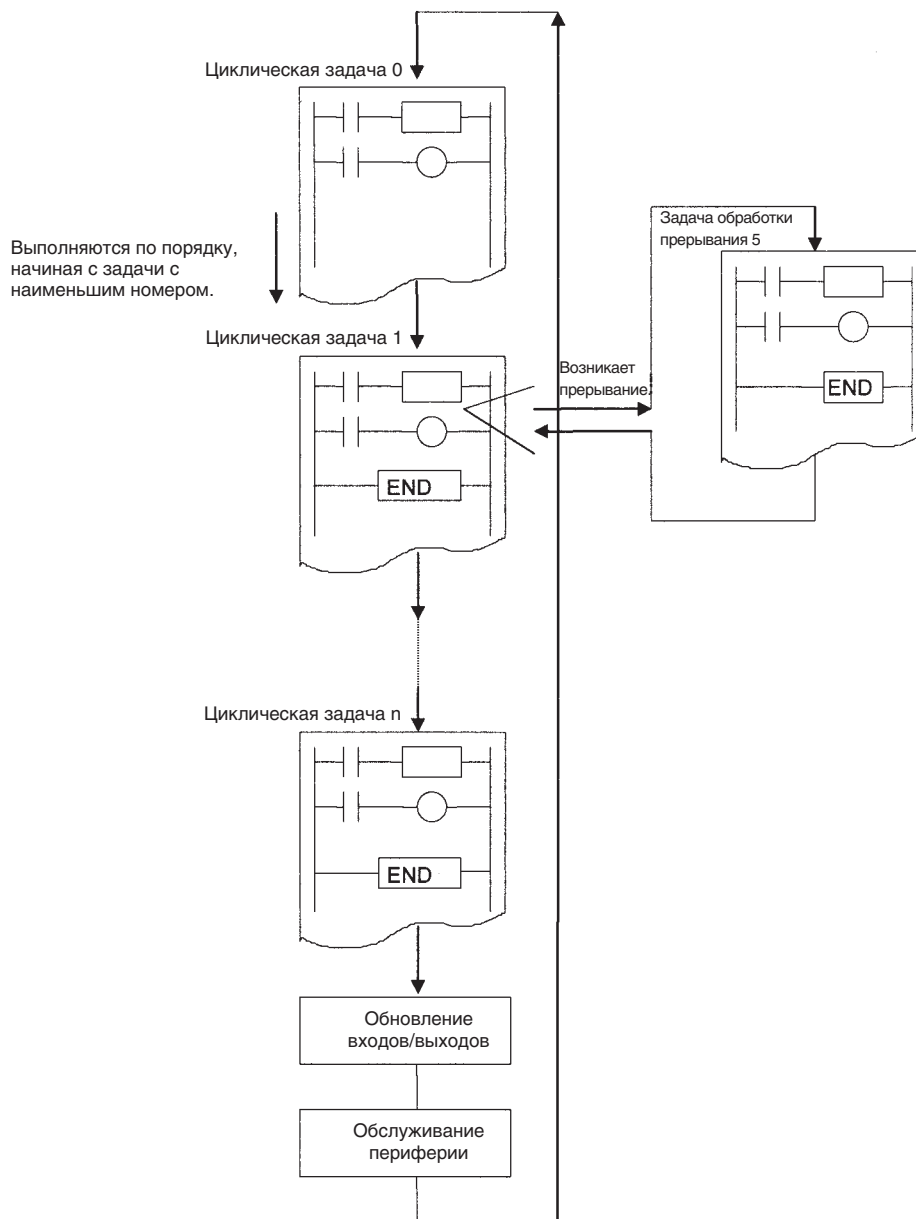 Циклическая задача 0
Выполняются по порядку,
начиная с задачи с
наименьшим номером.
Циклическая задача 1
END
Возникает
прерывание.
Задача обработки
прерывания 5
END
Циклическая задача n
END
Обновление
входов/выходов
Обслуживание
периферии